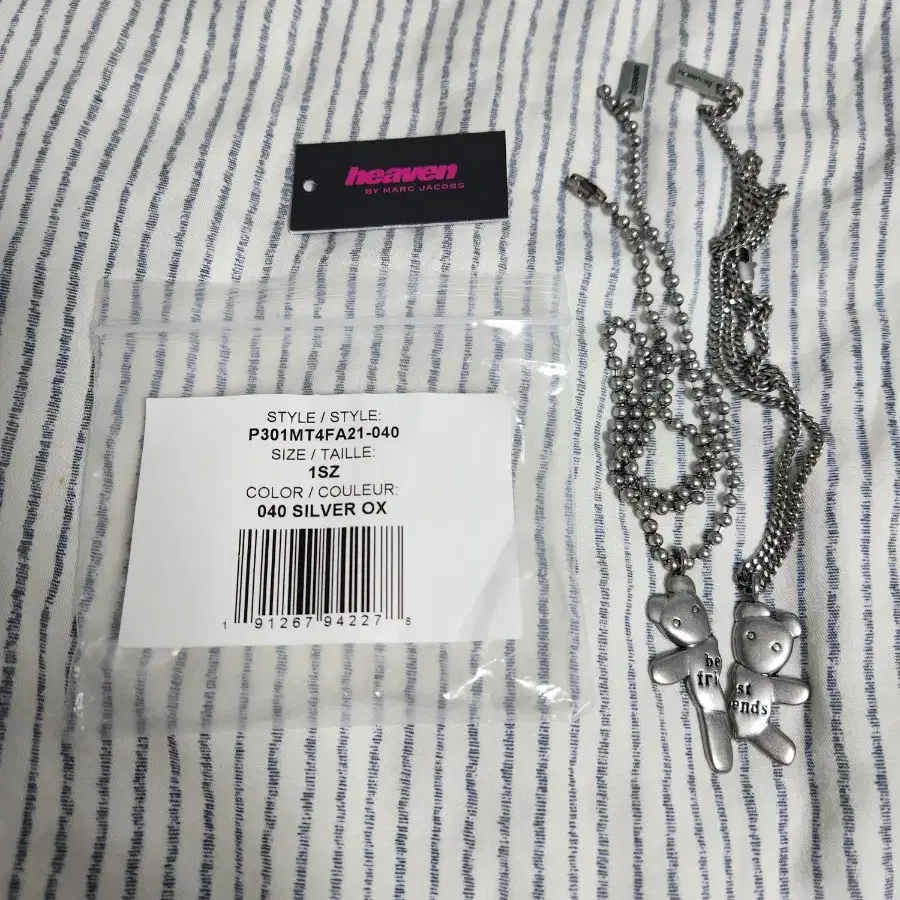 heaven
BY MARC JACOBS
STYLE / STYLE:
P301MT4FA21-040
SIZE / TAILLE:
1SZ
COLOR / COULEUR:
040 SILVER OX
1 91267 94227 8
heaven
be st
fri ends